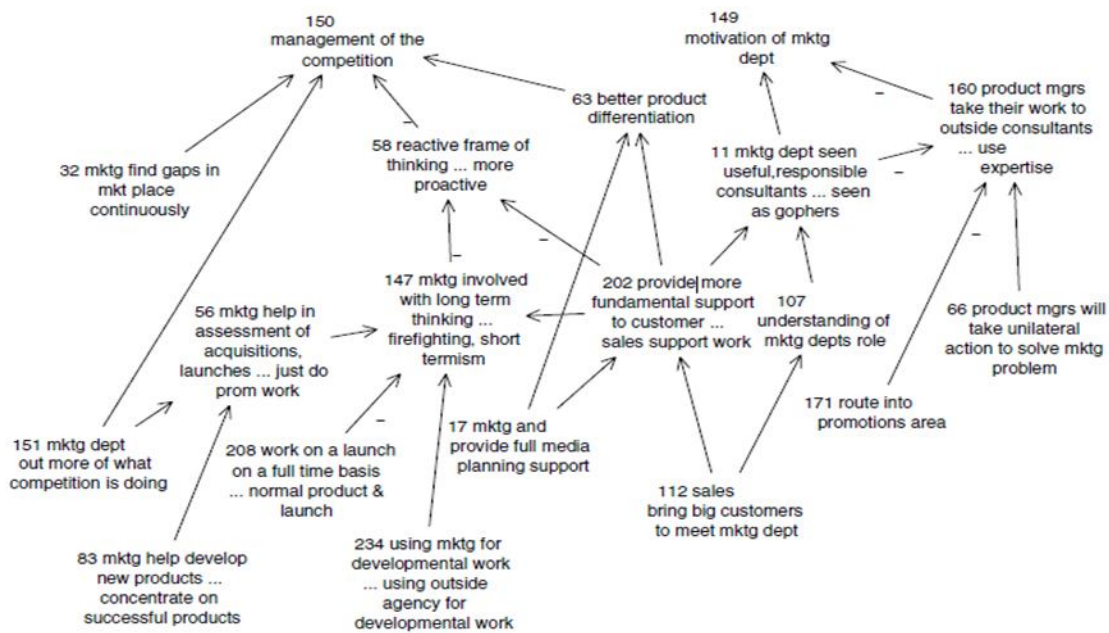 150
management of the
competition
149
motivation of mktg
dept
63 better product
differentiation
160 product mgrs
take their work to
outside consultants
... use
expertise
32 mktg find gaps in
mkt place
continuously
58 reactive frame of
thinking ... more
proactive
11 mktg dept seen
useful,responsible
consultants ... seen
as gophers
56 mktg help in
assessment of
acquisitions,
launches ... just do
prom work
147 mktg involved
with long term
thinking ...
firefighting, short
termism
202 provide more
fundamental support
to customer ...
sales support work
107
understanding of
mktg depts role
66 product mgrs will
take unilateral
action to solve mktg
problem
151 mktg dept
out more of what
competition is doing
208 work on a launch
on a full time basis
... normal product &
launch
17 mktg and
provide full media
planning support
171 route into
promotions area
83 mktg help develop
new products ...
concentrate on
successful products
234 using mktg for
developmental work
... using outside
agency for
developmental work
112 sales
bring big customers
to meet mktg dept